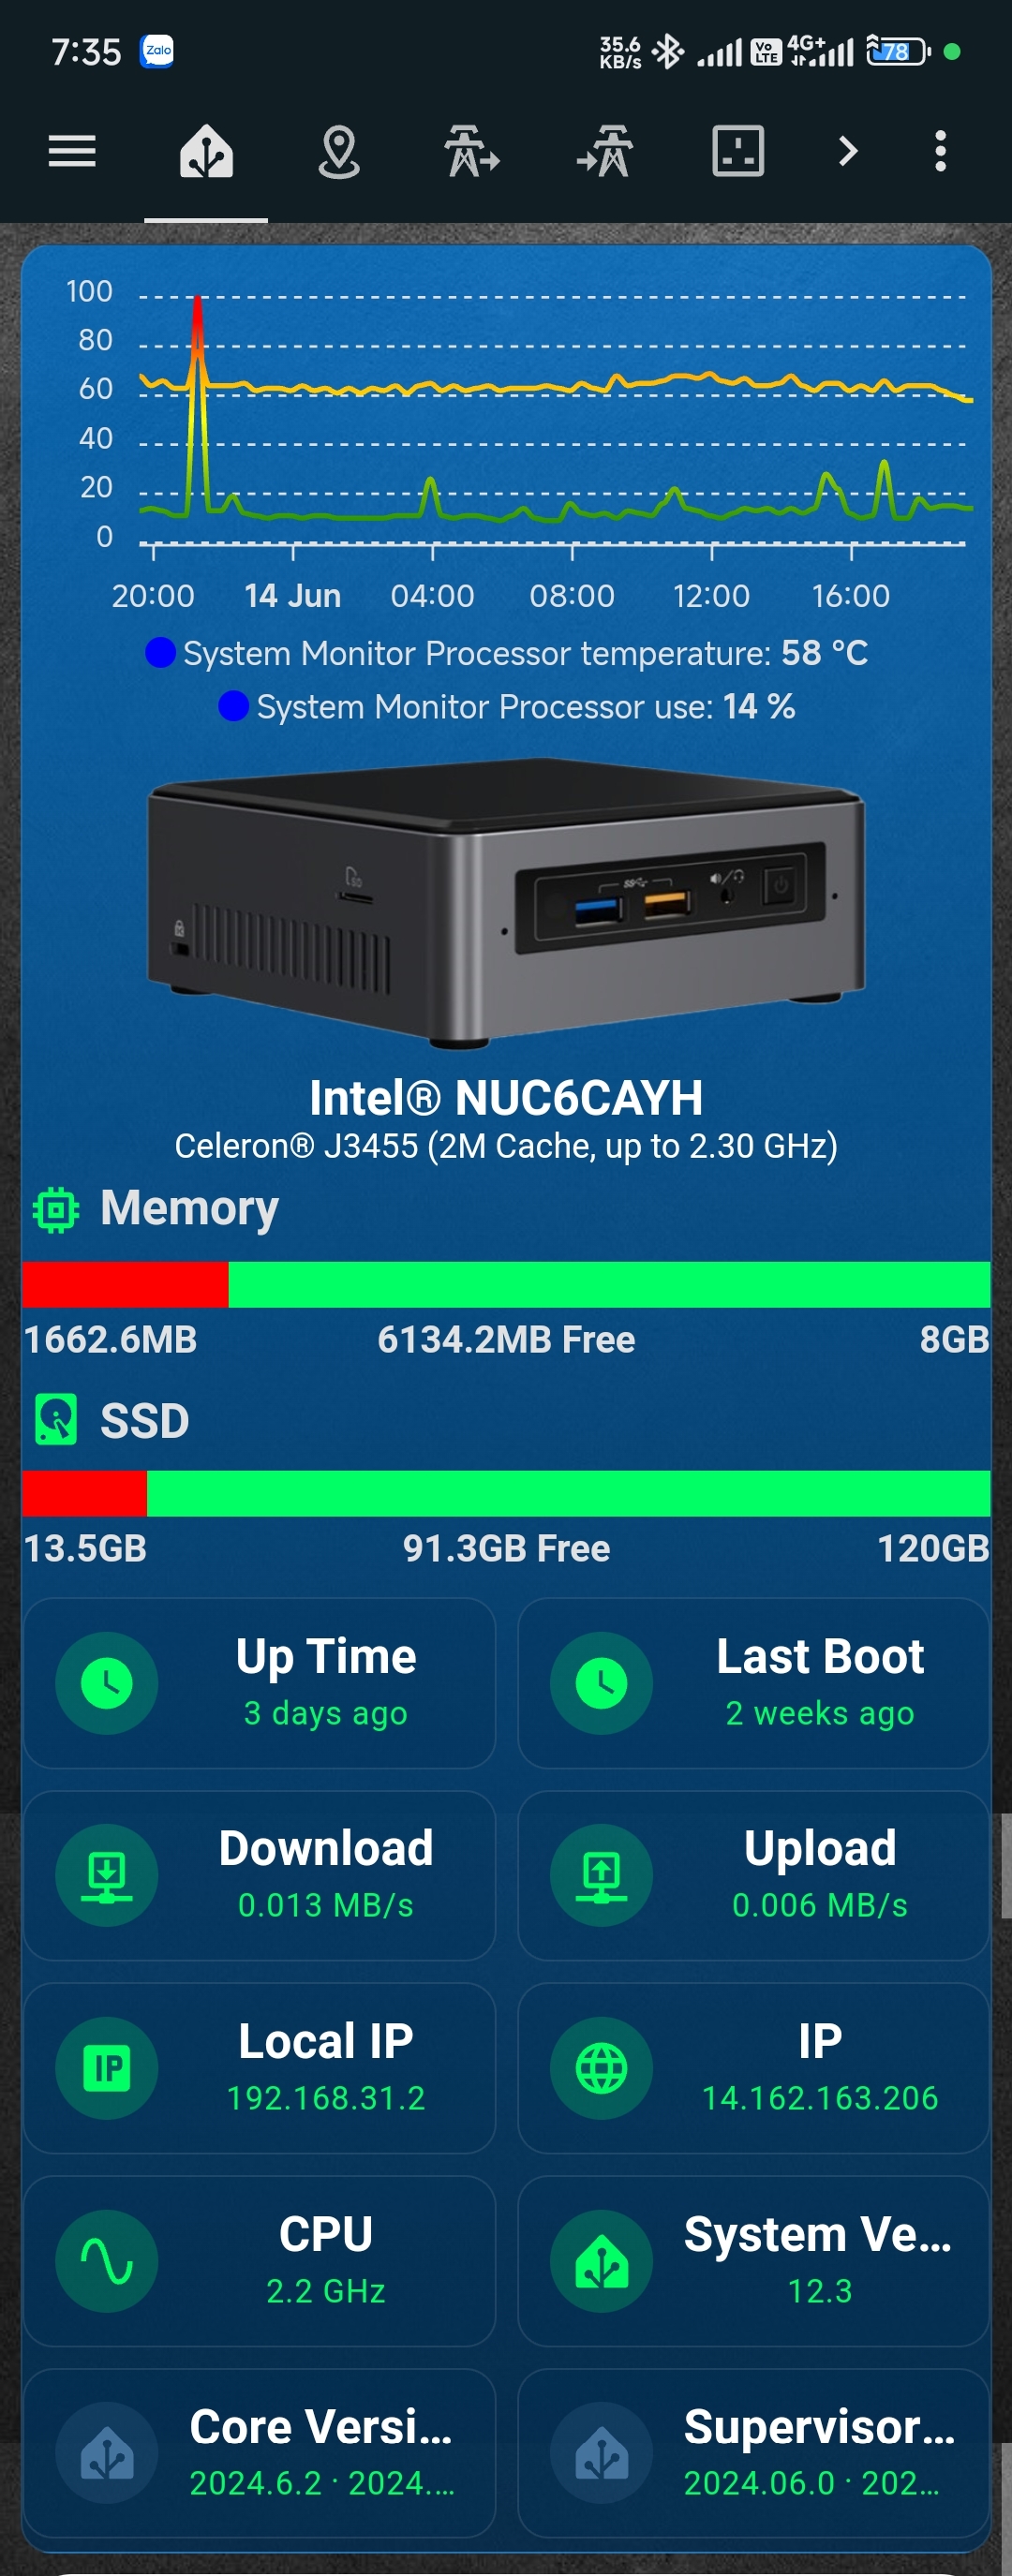 7:35 Zalo 35.6 KB/s Vo LTE 4G+ 78
100
80
60
40
20
0
20:00 14 Jun 04:00 08:00 12:00 16:00
System Monitor Processor temperature: 58 °C
System Monitor Processor use: 14 %
Intel® NUC6CAYH
Celeron® J3455 (2M Cache, up to 2.30 GHz)
Memory
1662.6MB 6134.2MB Free 8GB
SSD
13.5GB 91.3GB Free 120GB
Up Time Last Boot
3 days ago 2 weeks ago
Download Upload
0.013 MB/s 0.006 MB/s
Local IP IP
IP 192.168.31.2 14.162.163.206
CPU System Ve...
2.2 GHz 12.3
Core Versi... Supervisor...
2024.6.2 · 2024.... 2024.06.0 · 202...